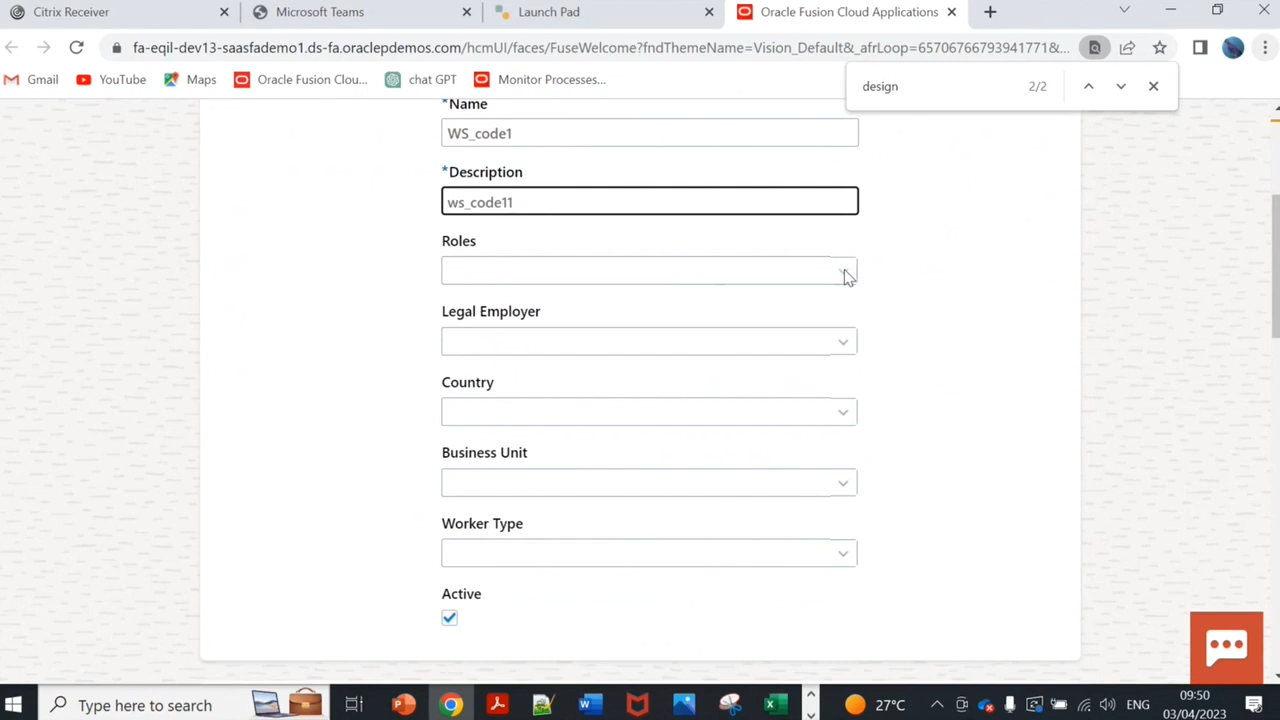 Citrix Receiver
Microsoft Teams
Launch Pad
Oracle Fusion Cloud Applications
fa-eqil-dev13-saasfademo1.ds-fa.oraclepdemos.com/hcmUI/faces/FuseWelcome?fndThemeName=Vision_Default&_afrLoop=65706766793941771&...
Gmail
YouTube
Maps
Oracle Fusion Clou...
chat GPT
Monitor Processes...
design
2/2
*Name
WS_code1
*Description
ws_code11
Roles
Legal Employer
Country
Business Unit
Worker Type
Active
Type here to search
27°C
ENG
09:50
03/04/2023